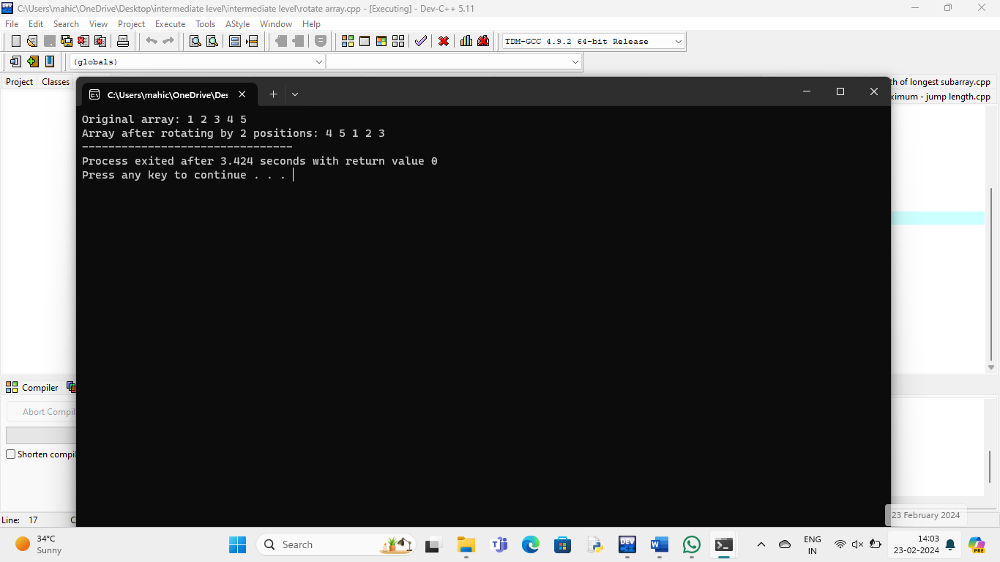 C:\Users\mahic\OneDrive\Desktop\intermediate level\intermediate level\rotate array.cpp - [Executing] - Dev-C++ 5.11
File Edit Search View Project Execute Tools AStyle Window Help
TDM-GCC 4.9.2 64-bit Release
(globals)
Project Classes
th of longest subarray.cpp
ximum - jump length.cpp
C:\Users\mahic\OneDrive\Des
Original array: 1 2 3 4 5
Array after rotating by 2 positions: 4 5 1 2 3
--------------------------------
Process exited after 3.424 seconds with return value 0
Press any key to continue . . .
Compiler
Abort Compil
Shorten compil
Line: 17
23 February 2024
34°C
Sunny
Search
DEV
ENG
IN
14:03
23-02-2024
PRE